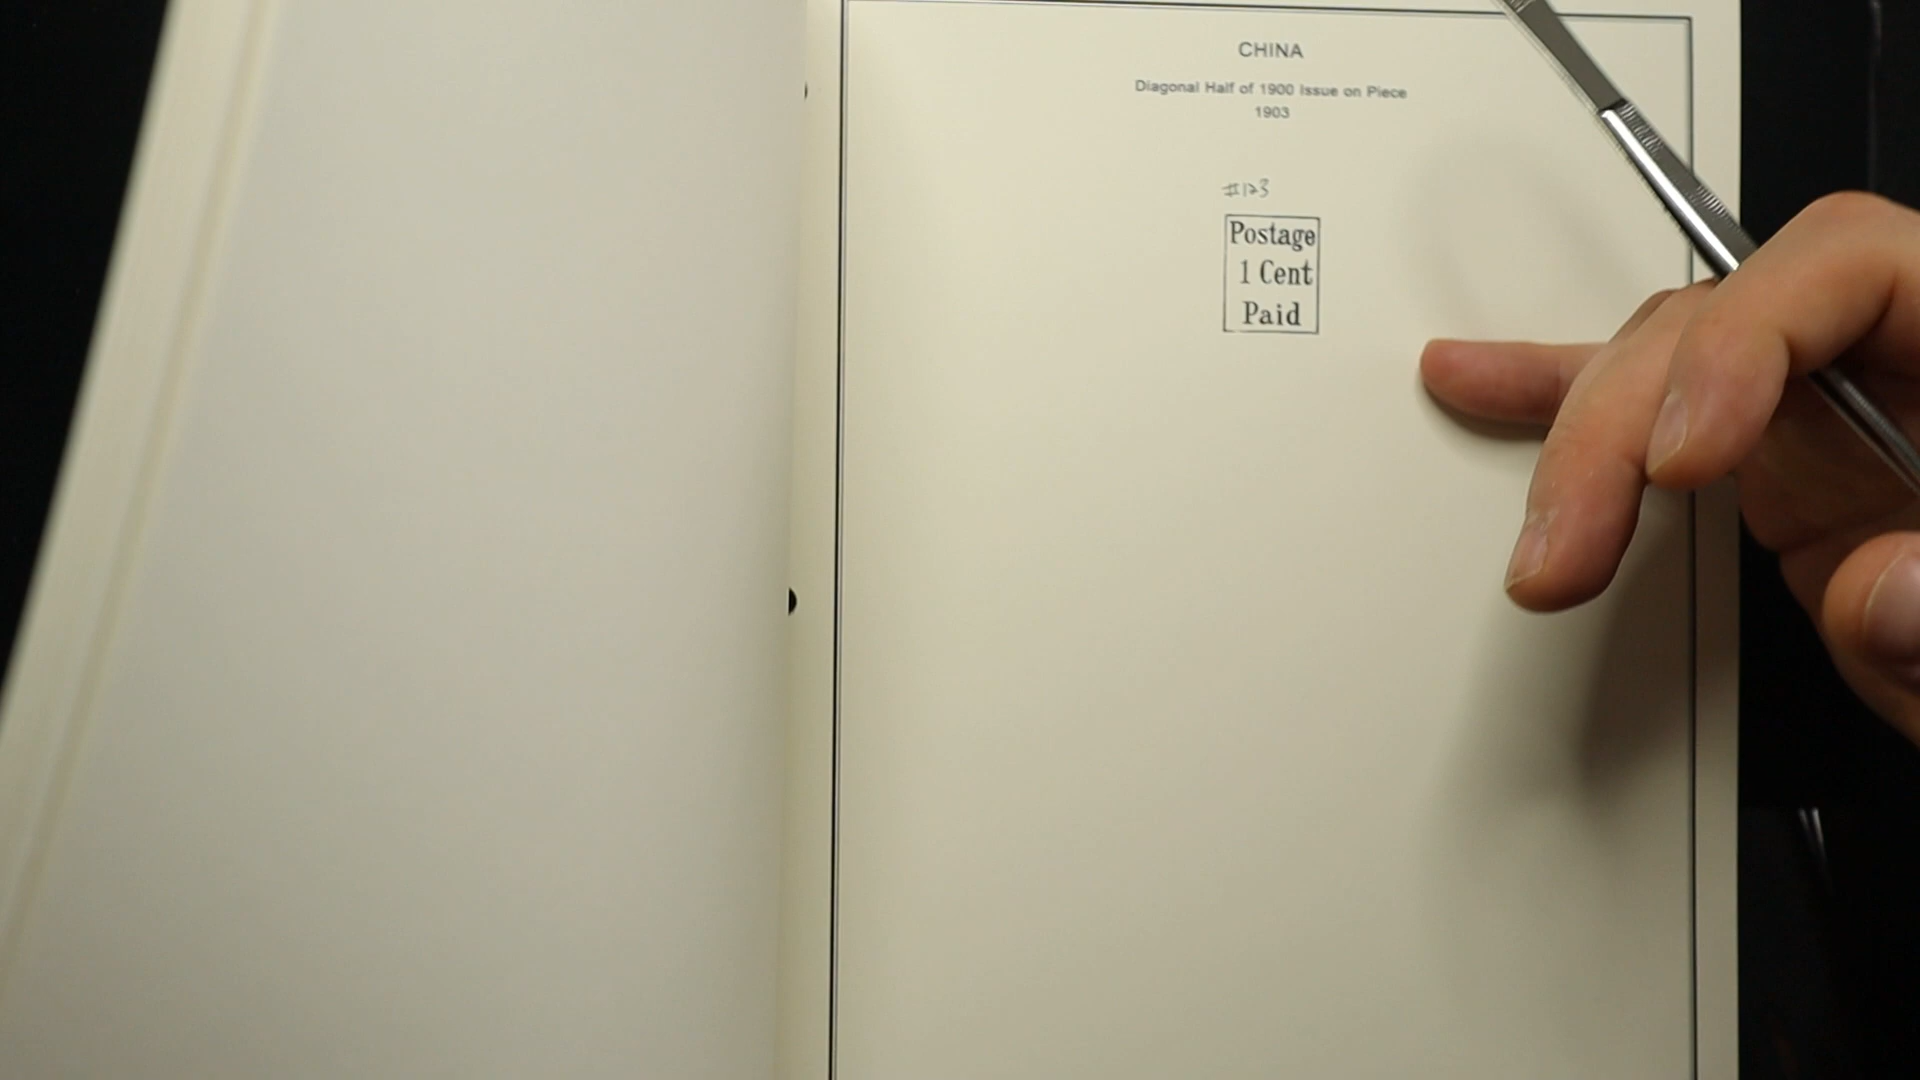 CHINA
Diagonal Half of 1900 Issue on Piece
1903
#123
Postage
1 Cent
Paid